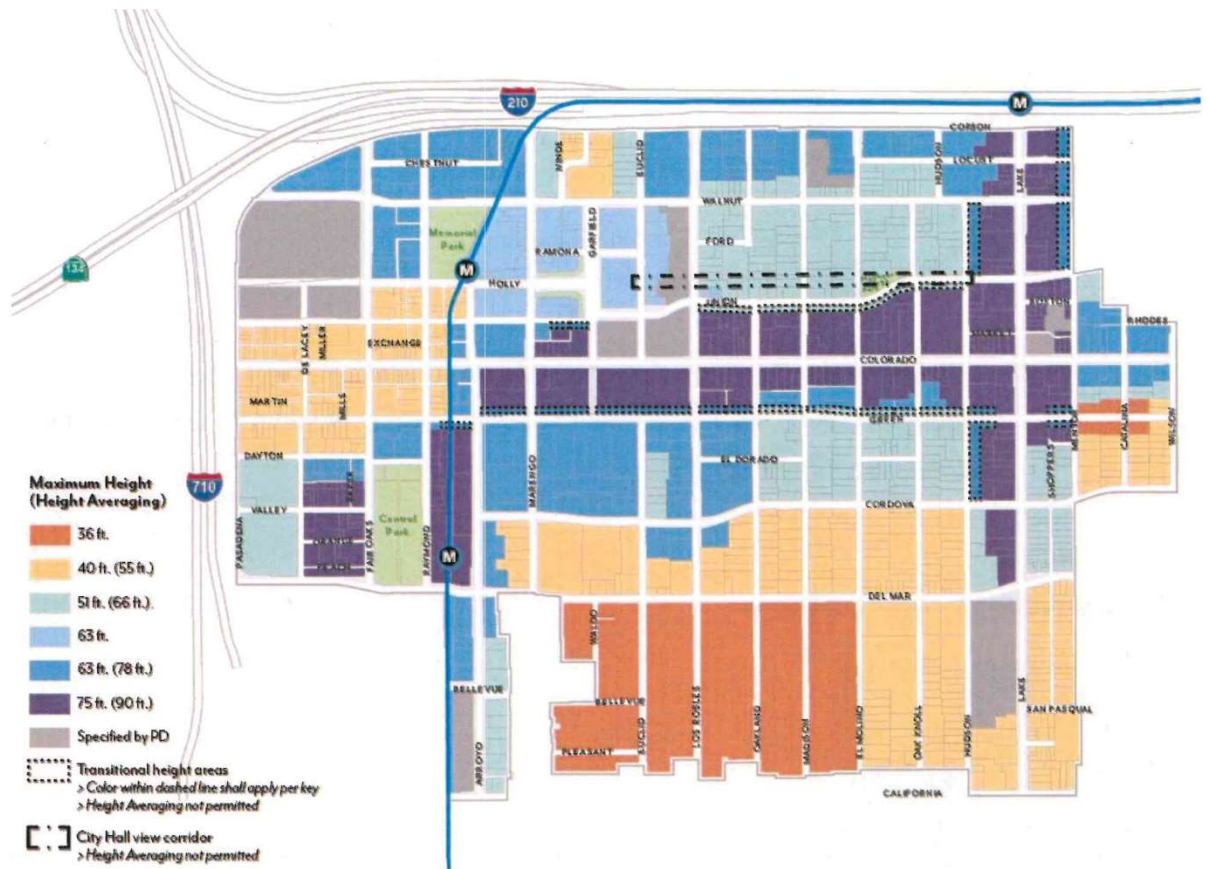 210
M
CORSON
CHESTNUT
WINDE
EUCLID
HUDSON
LOCUST
LAKE
WALNUT
Memorial
Park
GARFIELD
FORD
RAMONA
134
M
HOLLY
UNION
BOSTON
DE LACEY
MILLER
EXCHANGE
RHODES
COLORADO
MARTIN
MILLS
GREEN
MENTOR
CATALINA
WILSON
DAYTON
MARENGO
EL DORADO
SHOPPERS
710
VALLEY
CORDOVA
Central
Park
PASADENA
ORANGE
FAIR OAKS
RAYMOND
M
DEL MAR
WALDO
BELLEVUE
BELLEVUE
LAKE
SAN PASQUAL
PLEASANT
EUCLID
LOS ROBLES
OAKLAND
MADISON
EL MOLINO
OAK KNOLL
HUDSON
ARROYO
CALIFORNIA
Maximum Height
(Height Averaging)
36 ft.
40 ft. (55 ft.)
51 ft. (66 ft.)
63 ft.
63 ft. (78 ft.)
75 ft. (90 ft.)
Specified by PD
Transitional height areas
> Color within dashed line shall apply per key
> Height Averaging not permitted
City Hall view corridor
> Height Averaging not permitted
M